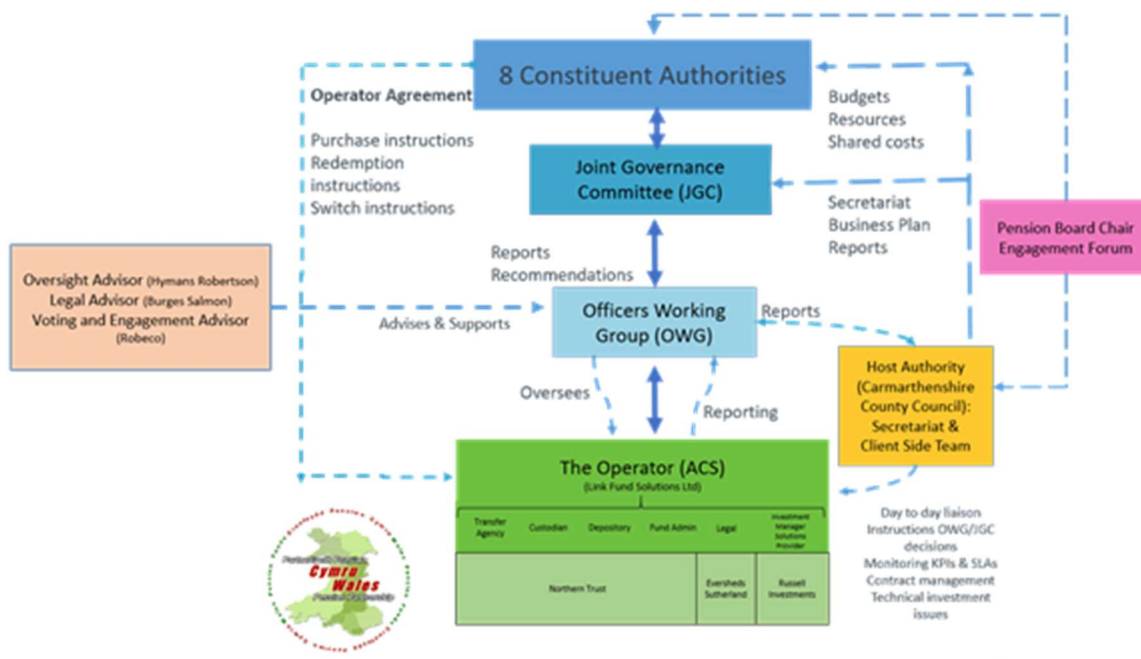 8 Constituent Authorities
Operator Agreement
Purchase instructions
Redemption
instructions
Switch instructions
Budgets
Resources
Shared costs
Joint Governance
Committee (JGC)
Secretariat
Business Plan
Reports
Pension Board Chair
Engagement Forum
Oversight Advisor (Hymans Robertson)
Legal Advisor (Burges Salmon)
Voting and Engagement Advisor
(Robeco)
Reports
Recommendations
Advises & Supports
Officers Working
Group (OWG)
Reports
Host Authority
(Carmarthenshire
County Council):
Secretariat &
Client Side Team
Oversees
Reporting
The Operator (ACS)
(Link Fund Solutions Ltd)
Transfer
Agency
Custodian
Depository
Fund Admin
Legal
Investment
Manager
Solutions
Provider
Northern Trust
Eversheds
Sutherland
Russell
Investments
Day to day liaison
Instructions OWG/JGC
decisions
Monitoring KPIs & SLAs
Contract management
Technical investment
issues
Cymru
Wales